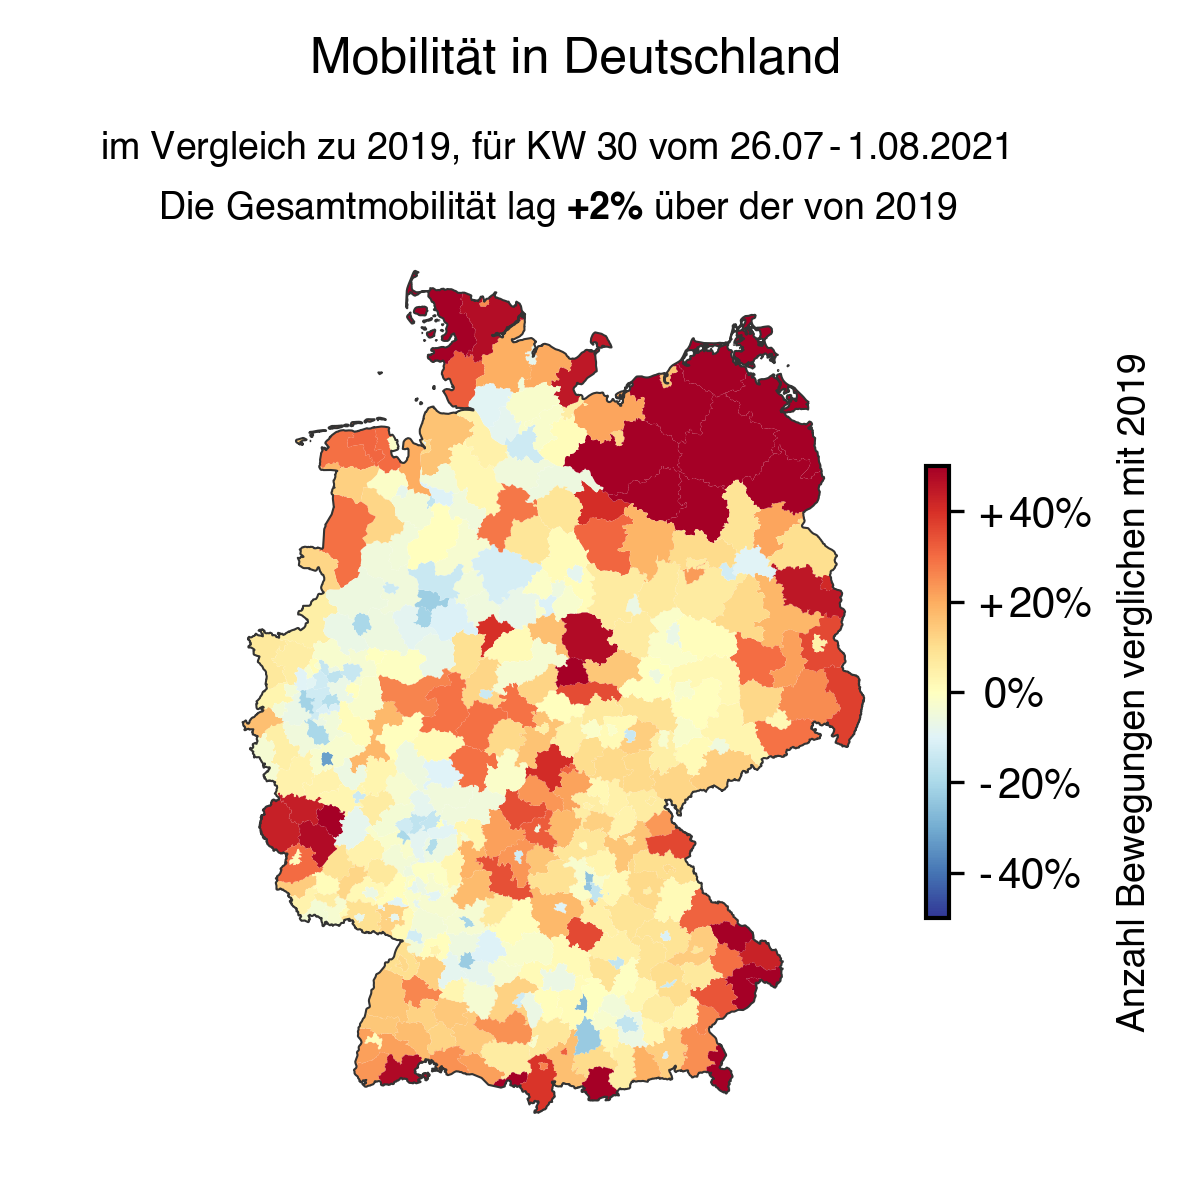 Mobilität in Deutschland
im Vergleich zu 2019, für KW 30 vom 26.07 - 1.08.2021
Die Gesamtmobilität lag +2% über der von 2019
+40%
+20%
0%
-20%
-40%
Anzahl Bewegungen verglichen mit 2019